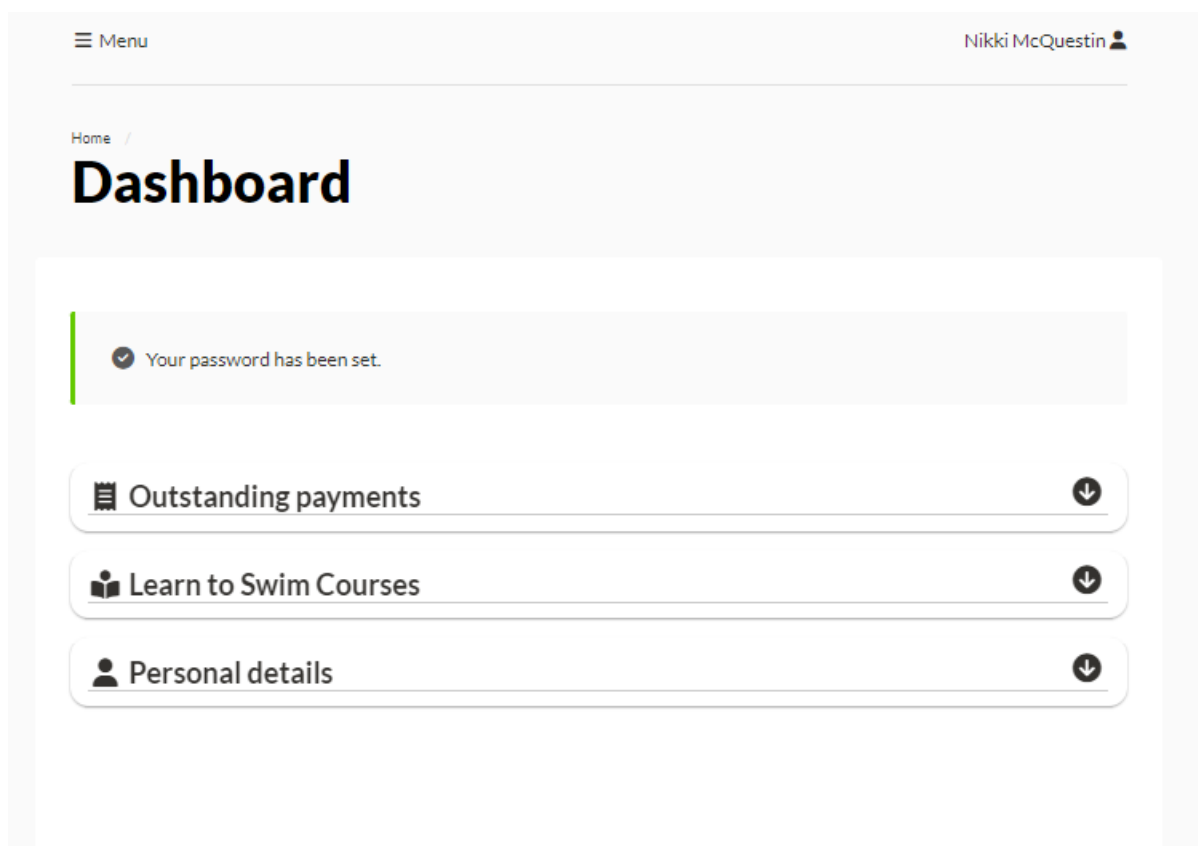 Menu
Nikki McQuestin
Home /
Dashboard
Your password has been set.
Outstanding payments
Learn to Swim Courses
Personal details